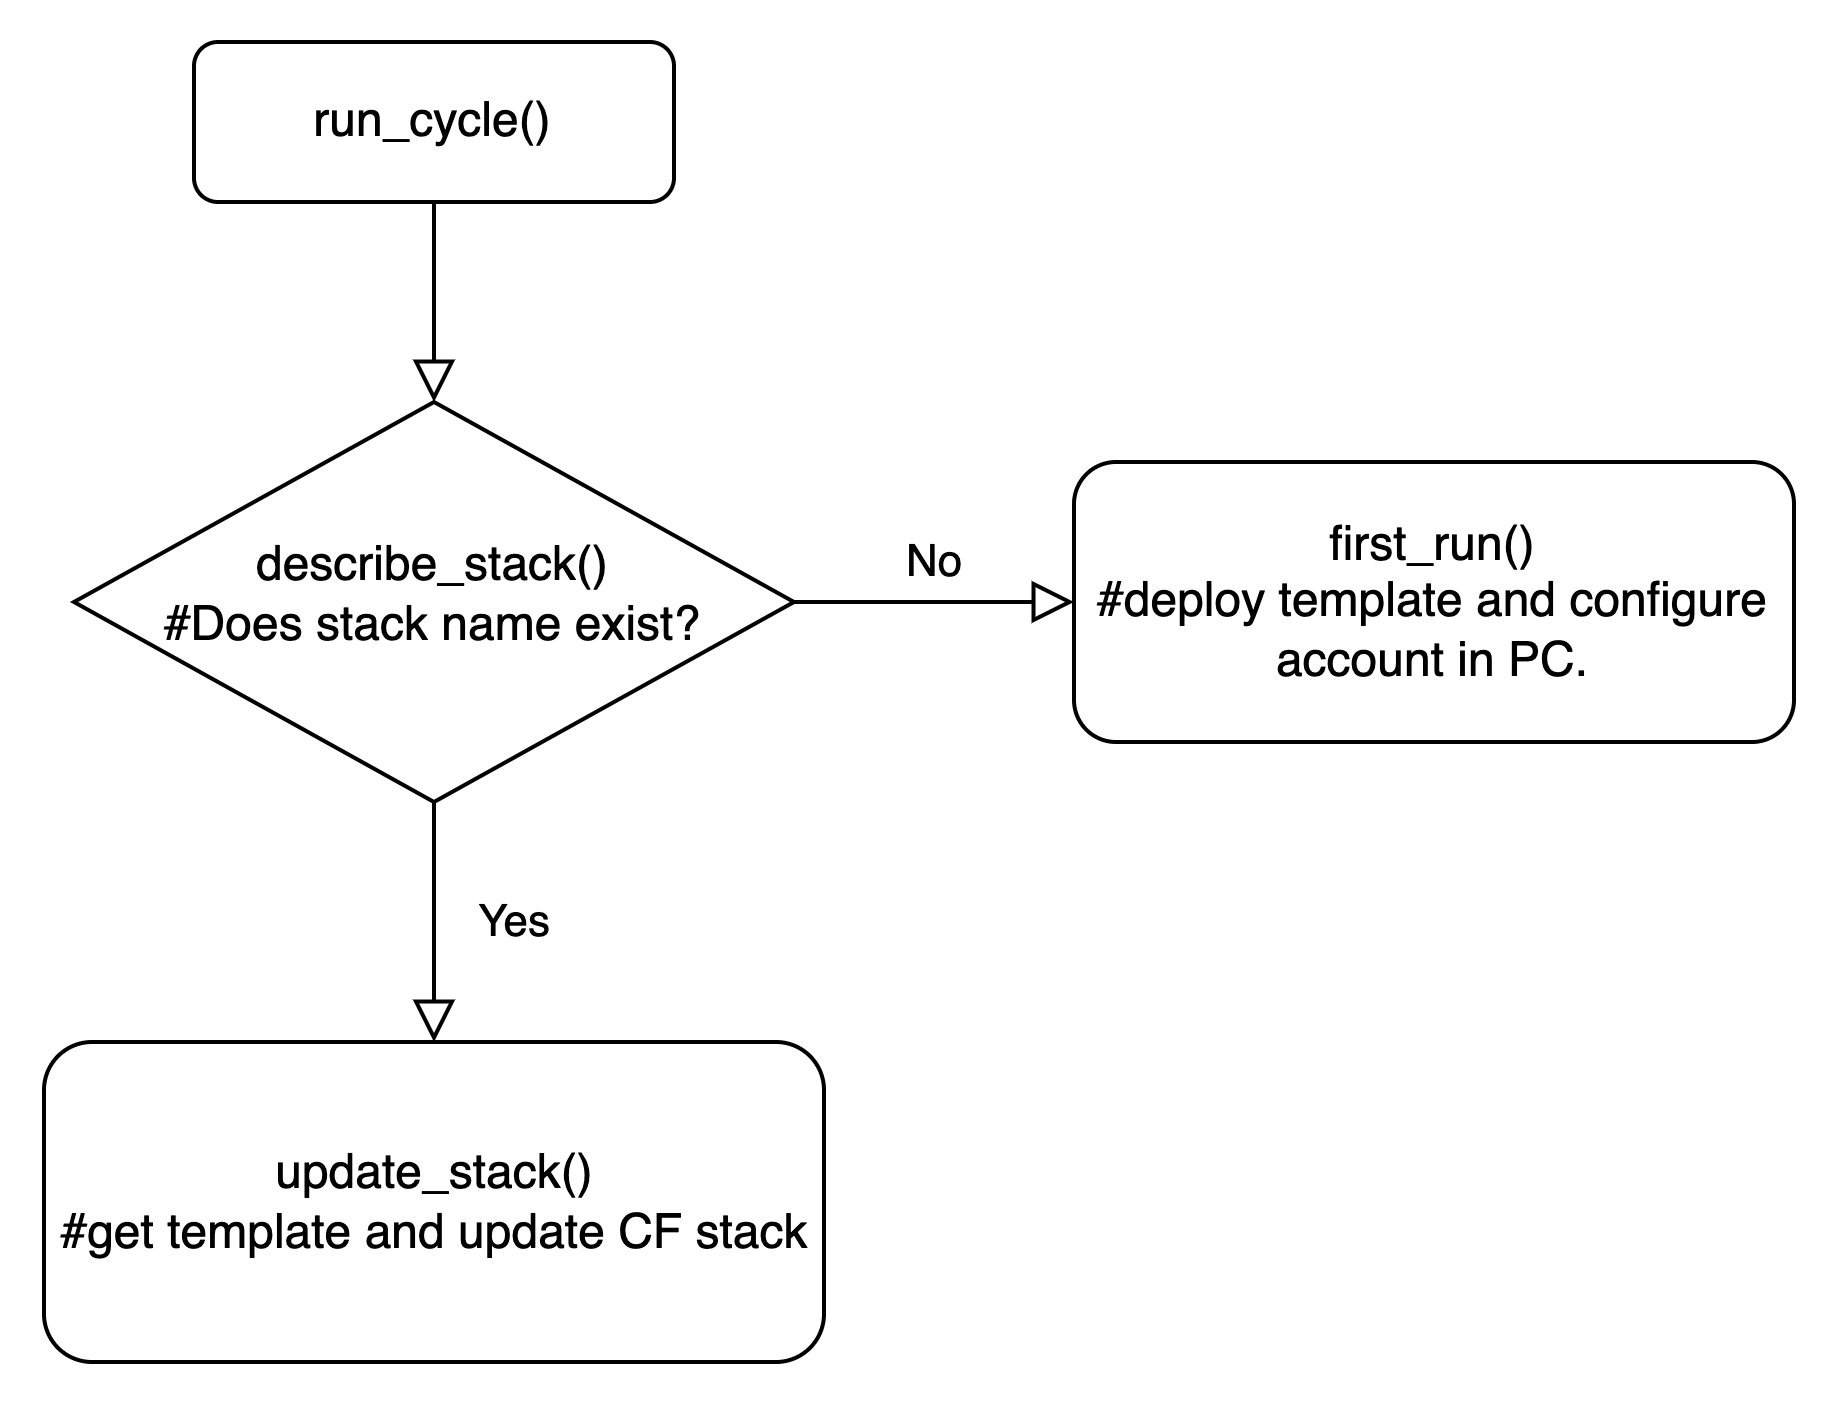 run_cycle()
describe_stack()
#Does stack name exist?
No
first_run()
#deploy template and configure
account in PC.
Yes
update_stack()
#get template and update CF stack